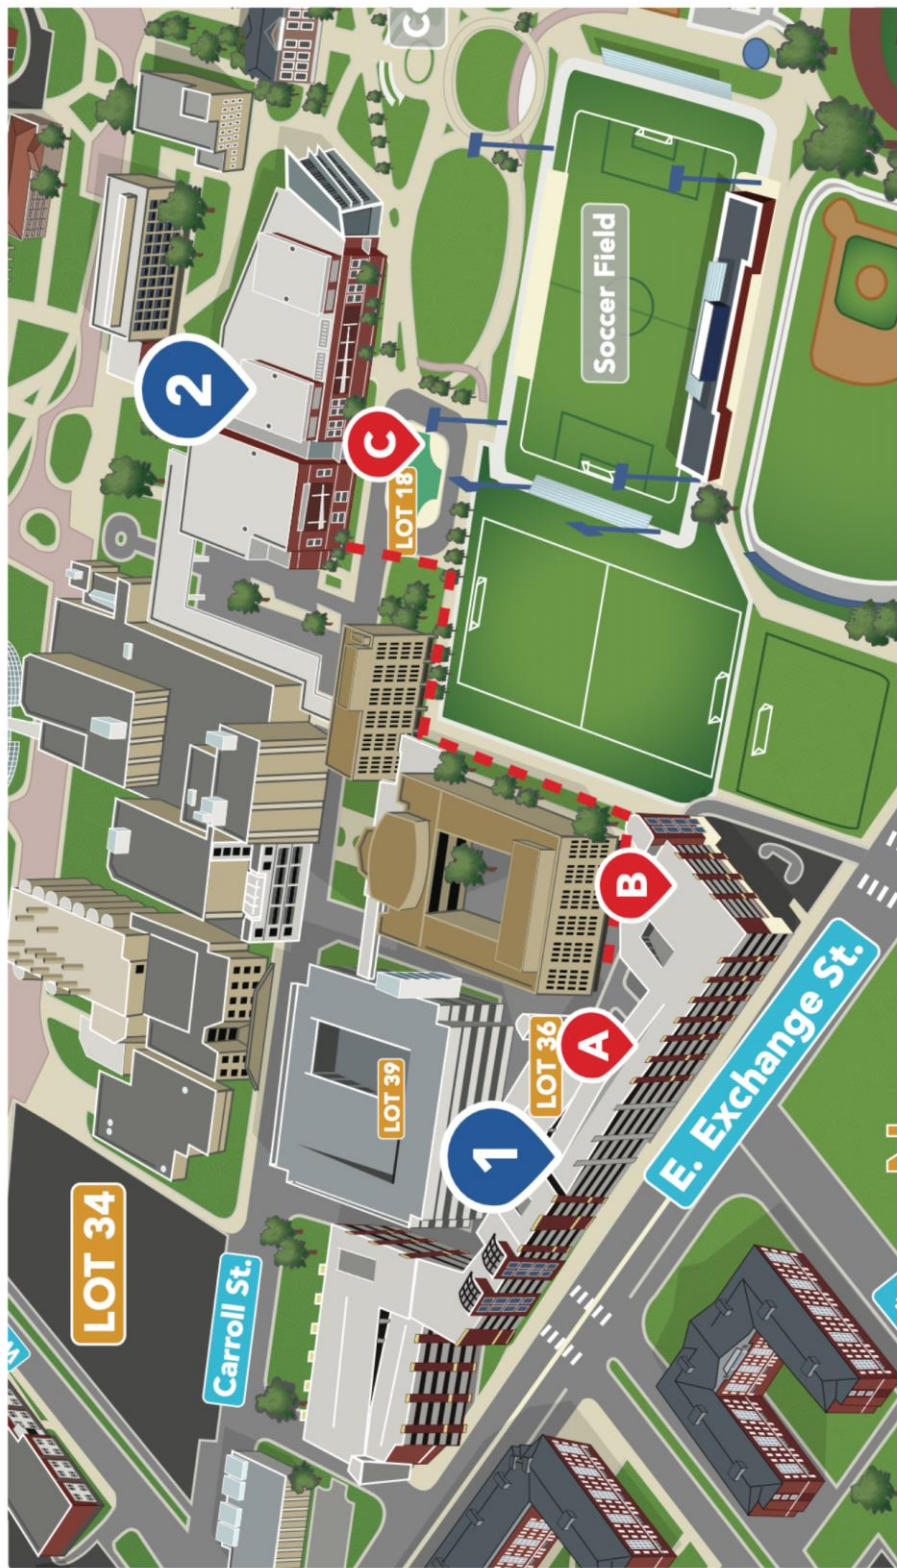 LOT 34
2
Carroll St.
LOT 39
C
LOT 18
1
LOT 36
A
B
Soccer Field
E. Exchange St.